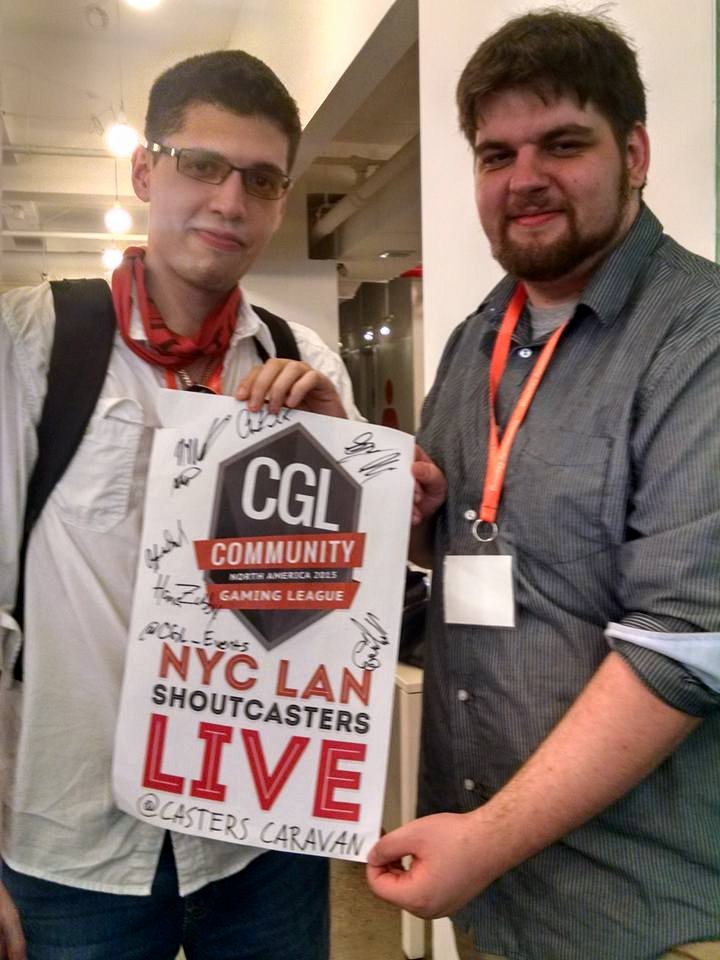 CGL
COMMUNITY
NORTH AMERICA 2015
GAMING LEAGUE
@CGL_Events
NYC LAN
SHOUTCASTERS
LIVE
@CASTERS CARAVAN